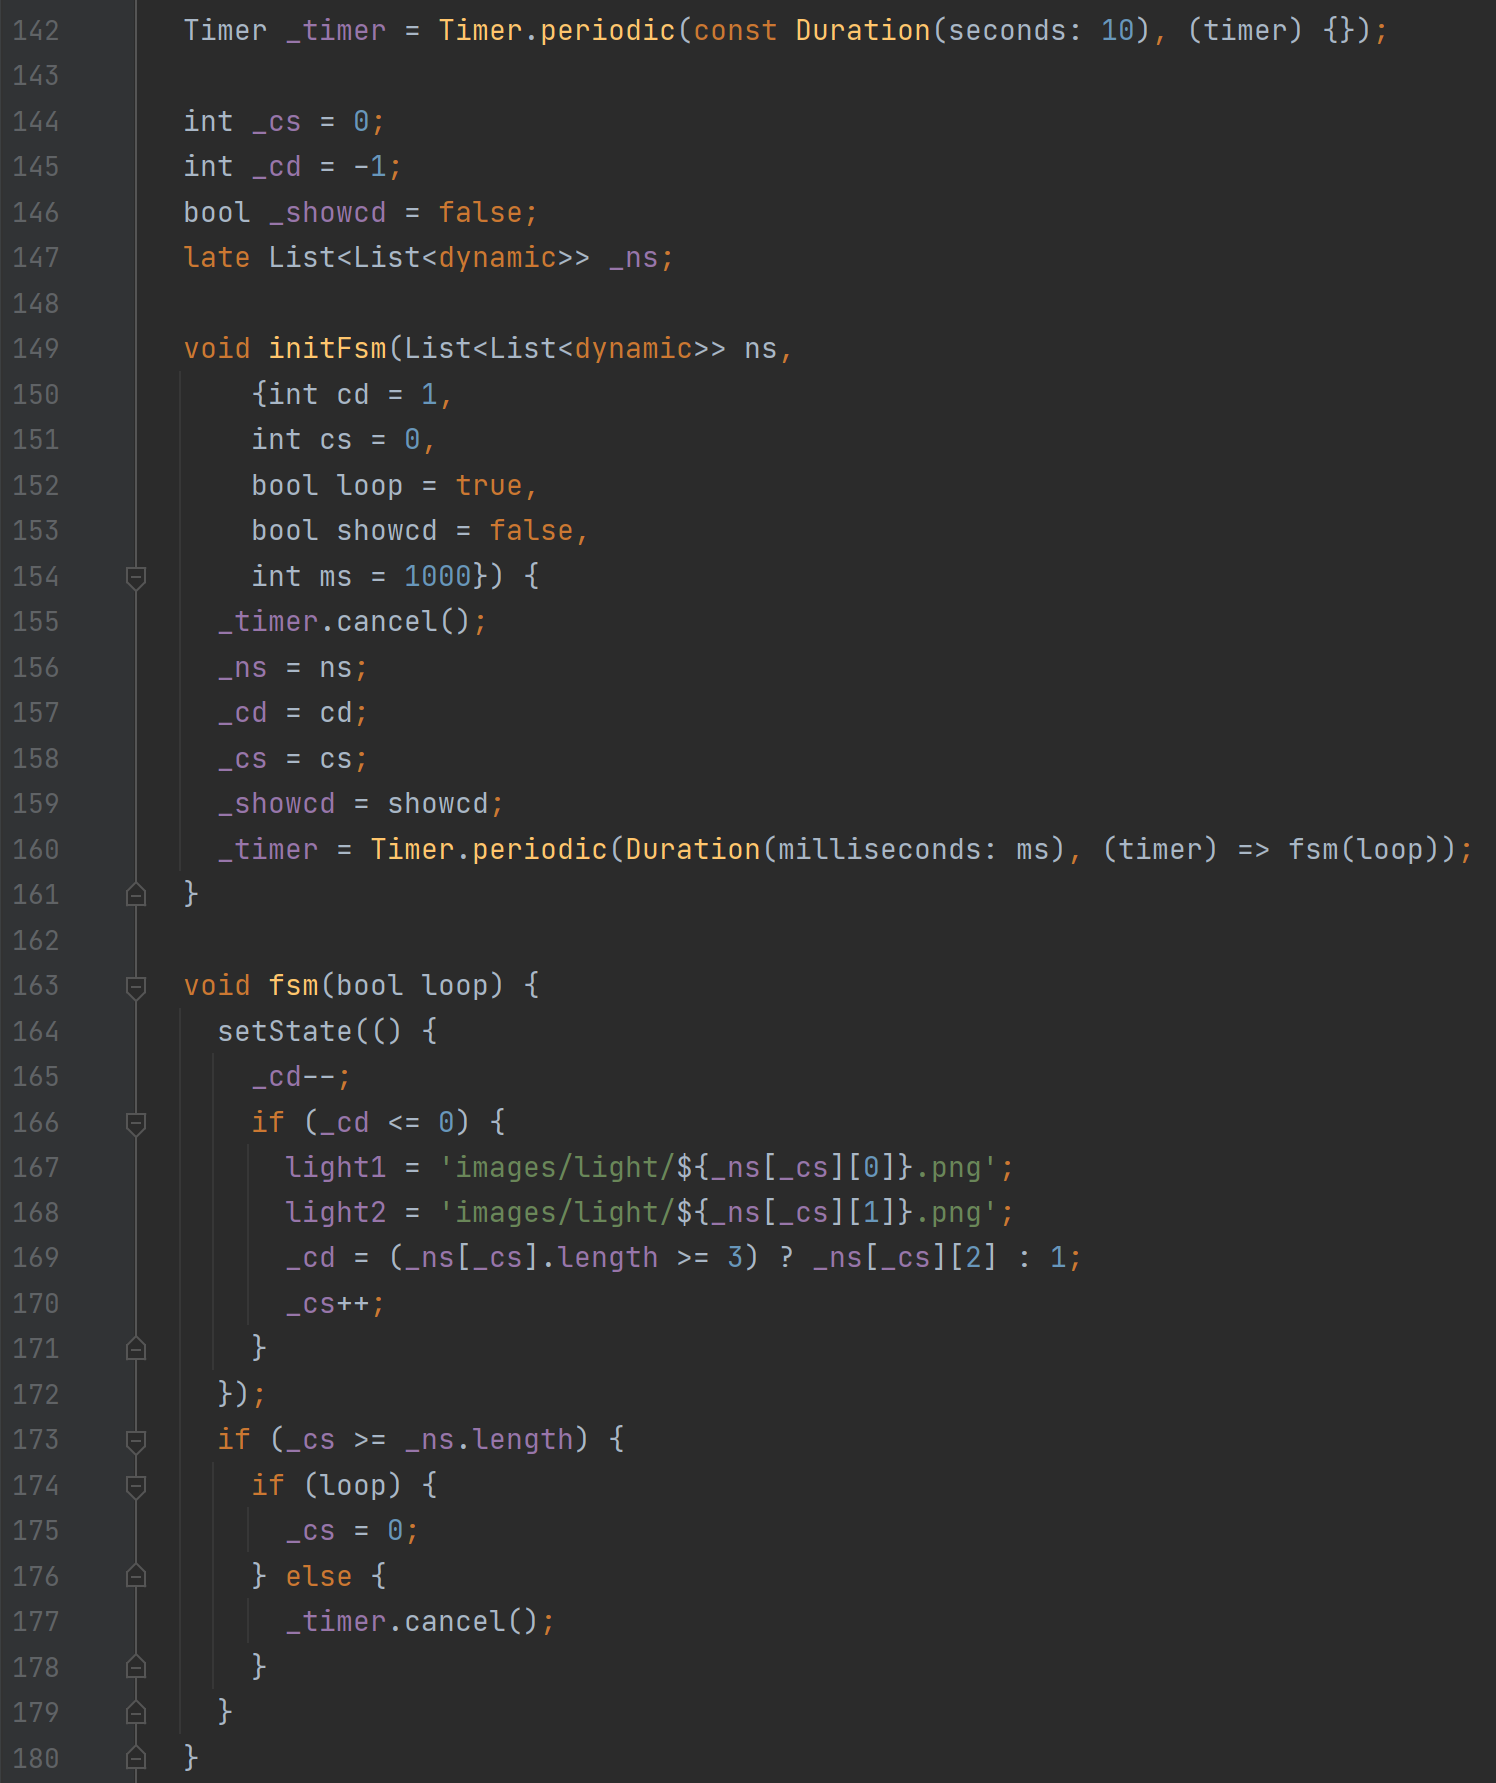 142 Timer _timer = Timer.periodic(const Duration(seconds: 10), (timer) {});
143
144 int _cs = 0;
145 int _cd = -1;
146 bool _showcd = false;
147 late List<List<dynamic>> _ns;
148
149 void initFsm(List<List<dynamic>> ns,
150 {int cd = 1,
151 int cs = 0,
152 bool loop = true,
153 bool showcd = false,
154 int ms = 1000}) {
155 _timer.cancel();
156 _ns = ns;
157 _cd = cd;
158 _cs = cs;
159 _showcd = showcd;
160 _timer = Timer.periodic(Duration(milliseconds: ms), (timer) => fsm(loop));
161 }
162
163 void fsm(bool loop) {
164 setState(() {
165 _cd--;
166 if (_cd <= 0) {
167 light1 = 'images/light/${_ns[_cs][0]}.png';
168 light2 = 'images/light/${_ns[_cs][1]}.png';
169 _cd = (_ns[_cs].length >= 3) ? _ns[_cs][2] : 1;
170 _cs++;
171 }
172 });
173 if (_cs >= _ns.length) {
174 if (loop) {
175 _cs = 0;
176 } else {
177 _timer.cancel();
178 }
179 }
180 }